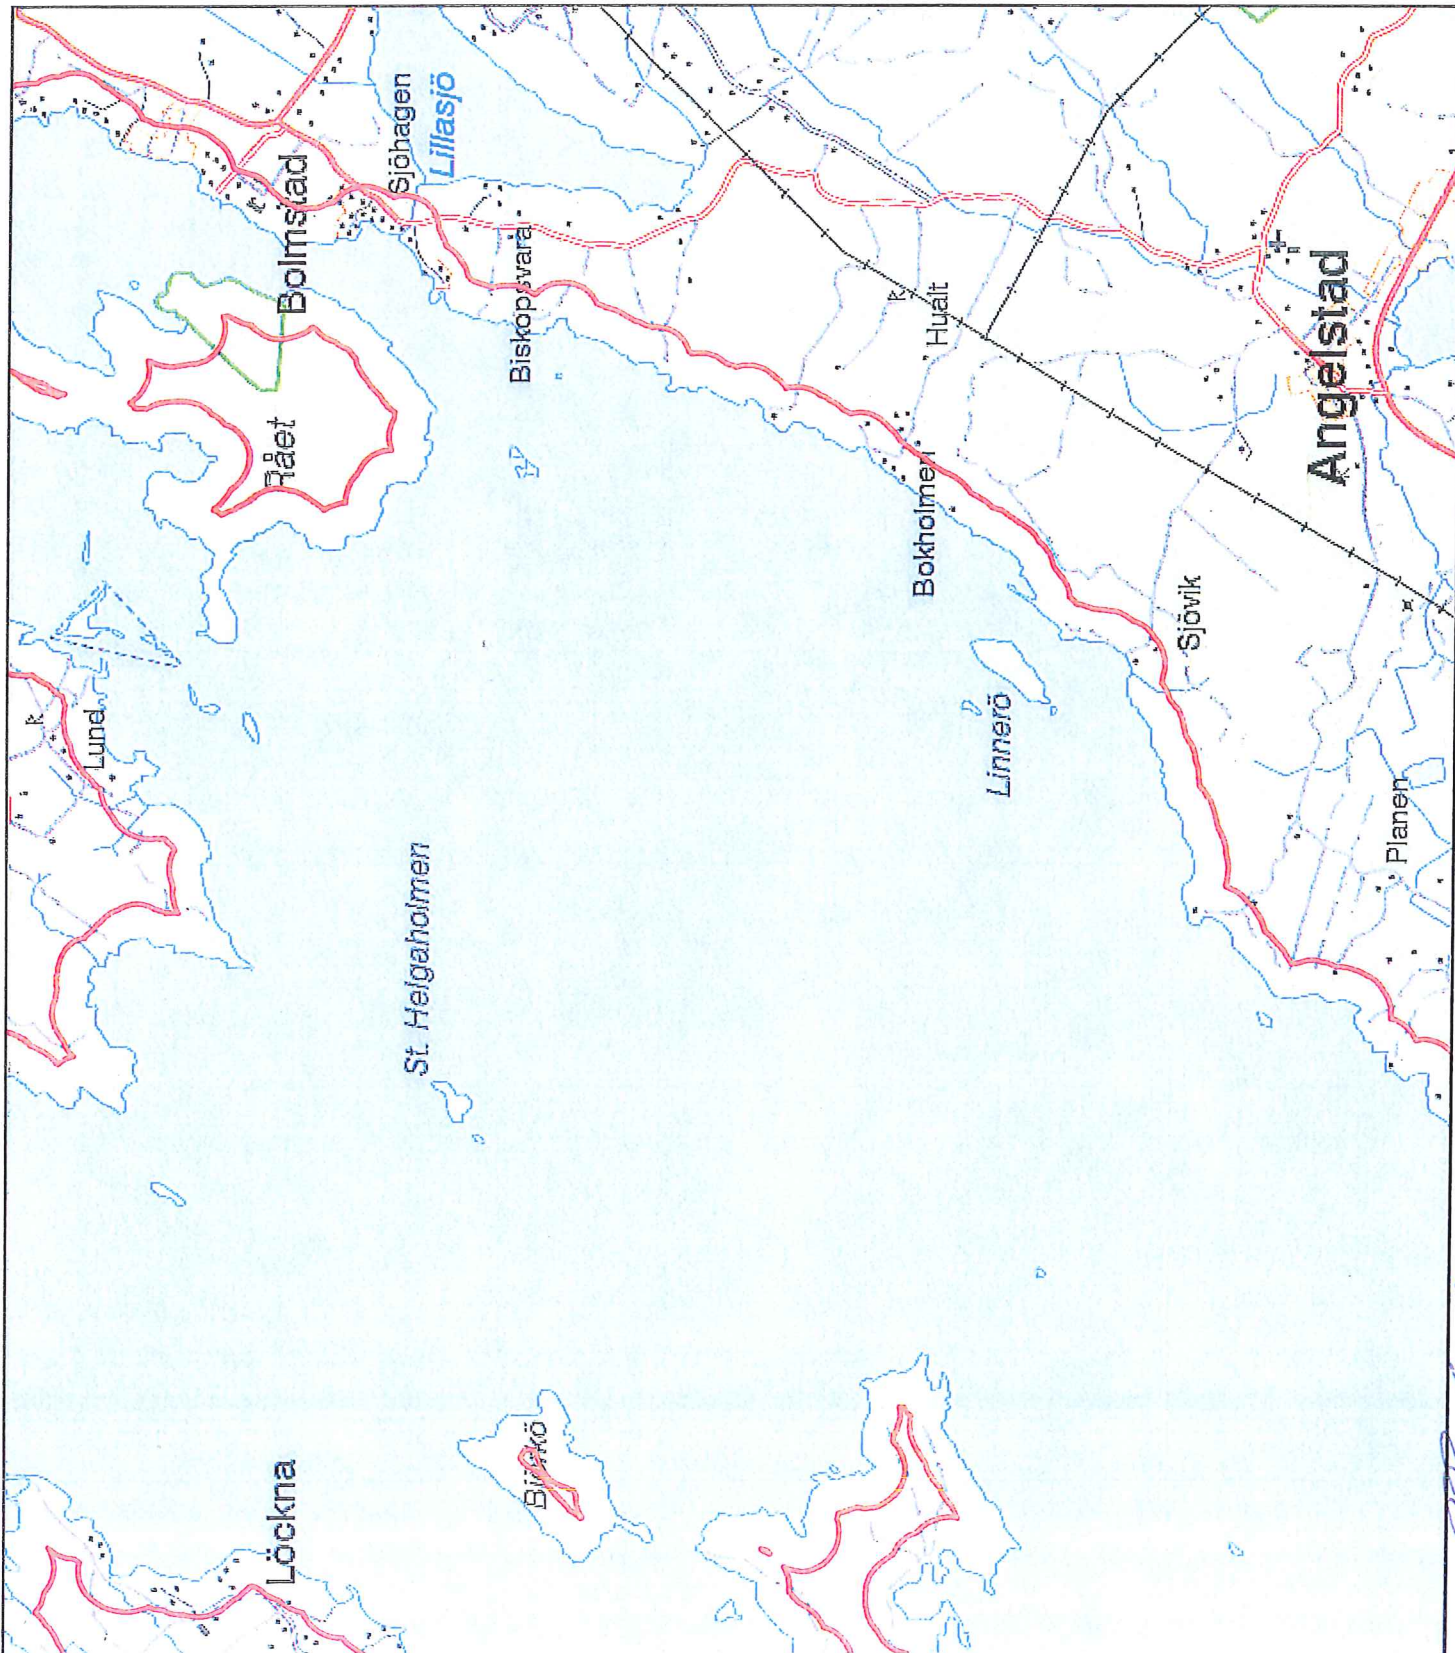 Lund
Löckna
Rået
Bolmstad
Sjöhagen
St. Helgaholmen
Lillasjö
Biskopsvara
Bokholmen
Hualt
Linnerö
Sjövik
Angelstad
Planen